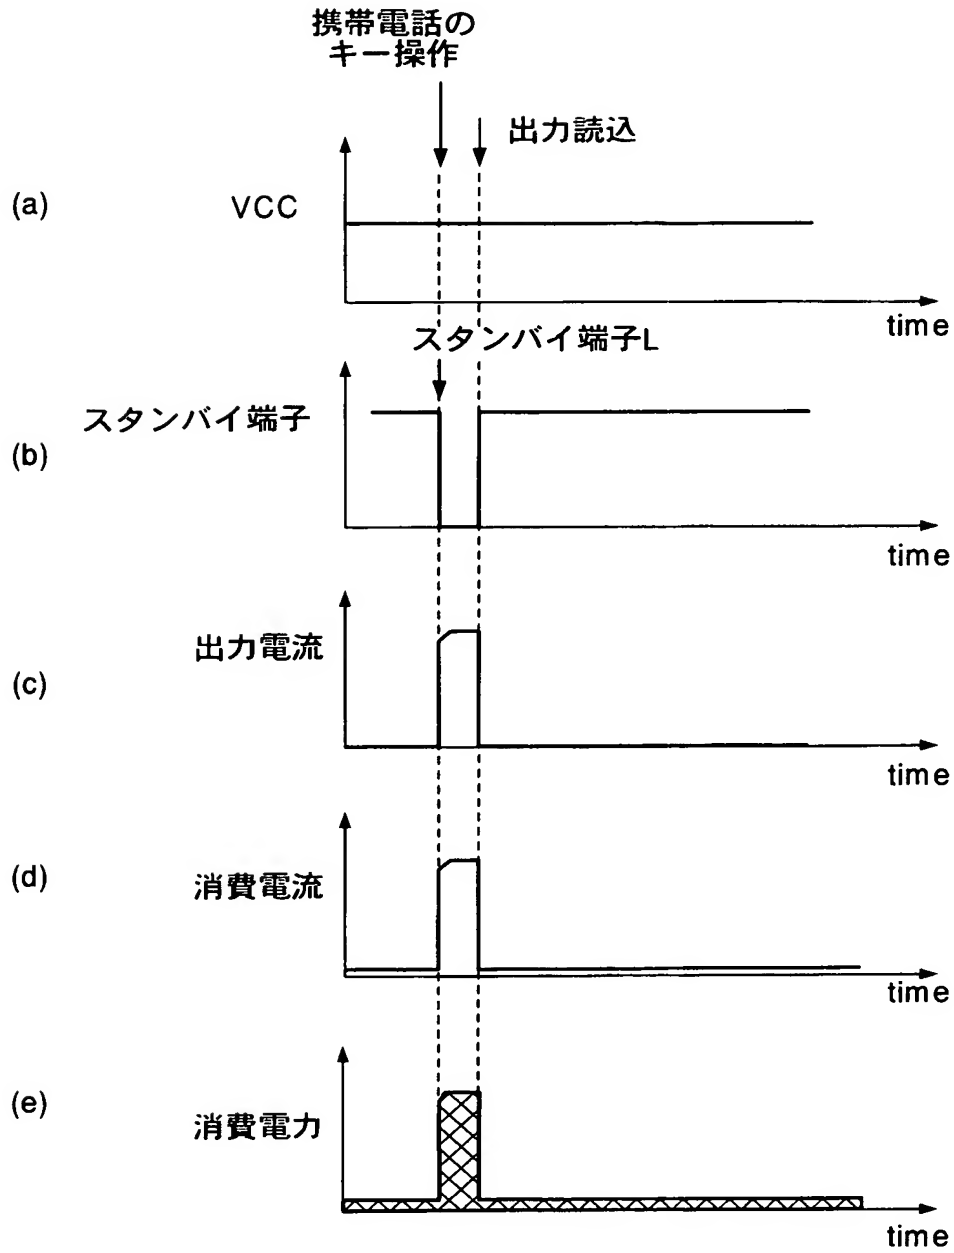 携帯電話の
キー操作
出力読込
(a)
VCC
time
スタンバイ端子L
スタンバイ端子
(b)
time
出力電流
(c)
time
(d)
消費電流
time
(e)
消費電力
time